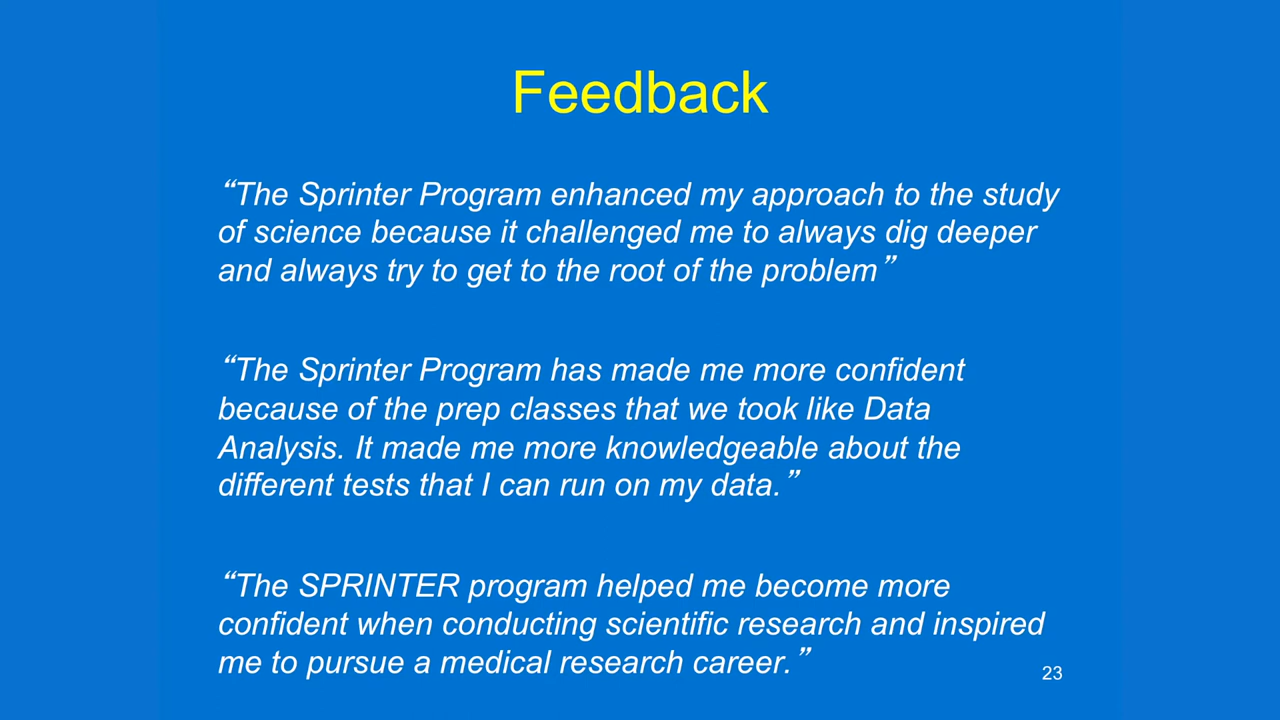 Feedback
“The Sprinter Program enhanced my approach to the study
of science because it challenged me to always dig deeper
and always try to get to the root of the problem”
“The Sprinter Program has made me more confident
because of the prep classes that we took like Data
Analysis. It made me more knowledgeable about the
different tests that I can run on my data.”
“The SPRINTER program helped me become more
confident when conducting scientific research and inspired
me to pursue a medical research career.”
23